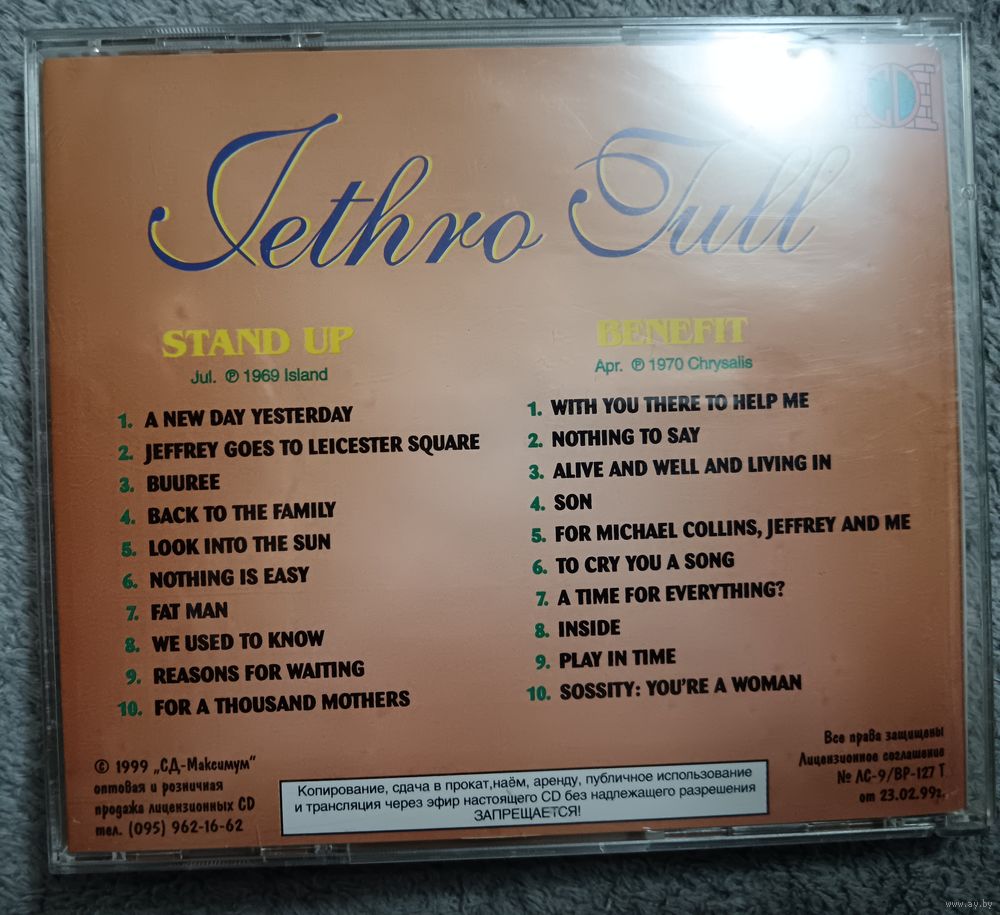 Jethro Tull
STAND UP
Jul. ℗ 1969 Island
1. A NEW DAY YESTERDAY
2. JEFFREY GOES TO LEICESTER SQUARE
3. BUUREE
4. BACK TO THE FAMILY
5. LOOK INTO THE SUN
6. NOTHING IS EASY
7. FAT MAN
8. WE USED TO KNOW
9. REASONS FOR WAITING
10. FOR A THOUSAND MOTHERS
BENEFIT
Apr. ℗ 1970 Chrysalis
1. WITH YOU THERE TO HELP ME
2. NOTHING TO SAY
3. ALIVE AND WELL AND LIVING IN
4. SON
5. FOR MICHAEL COLLINS, JEFFREY AND ME
6. TO CRY YOU A SONG
7. A TIME FOR EVERYTHING?
8. INSIDE
9. PLAY IN TIME
10. SOSSITY: YOU'RE A WOMAN
© 1999 „СД-Максимум"
оптовая и розничная
продажа лицензионных CD
тел. (095) 962-16-62
Копирование, сдача в прокат,наём, аренду, публичное использование
и трансляция через эфир настоящего CD без надлежащего разрешения
ЗАПРЕЩАЕТСЯ!
Все права защищены
Лицензионное соглашение
№ ЛС-9/ВР-127 Т
от 23.02.99г.
www.ay.by